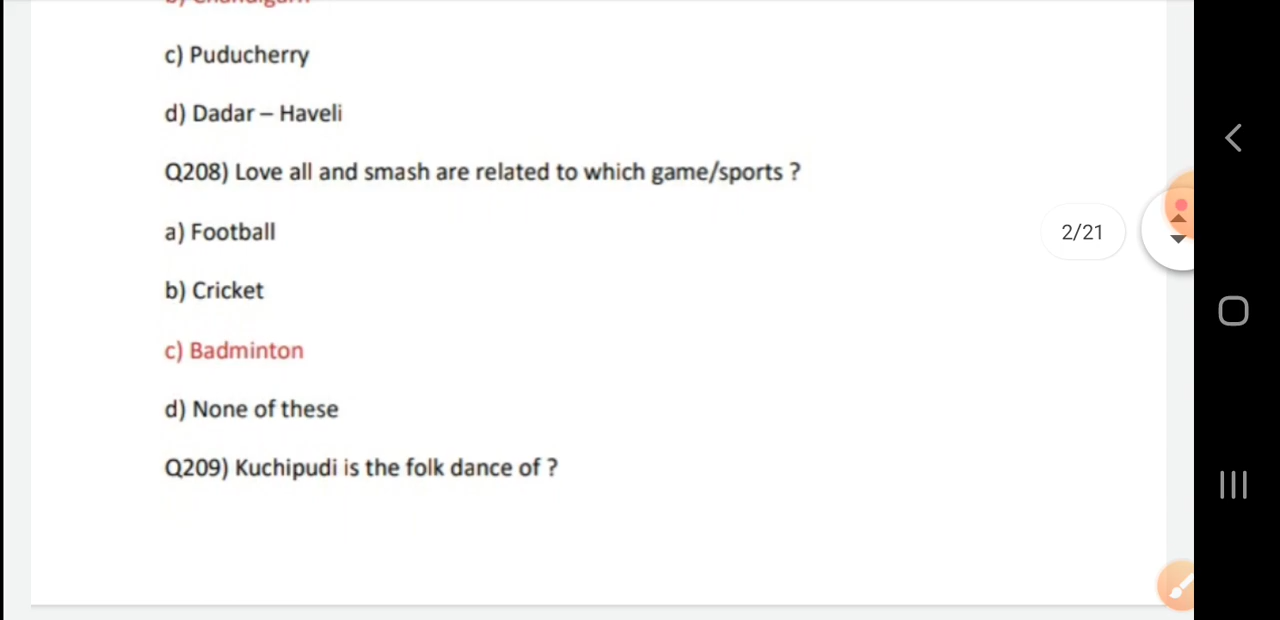 c) Puducherry
d) Dadar – Haveli
Q208) Love all and smash are related to which game/sports ?
a) Football
2/21
b) Cricket
c) Badminton
d) None of these
Q209) Kuchipudi is the folk dance of ?